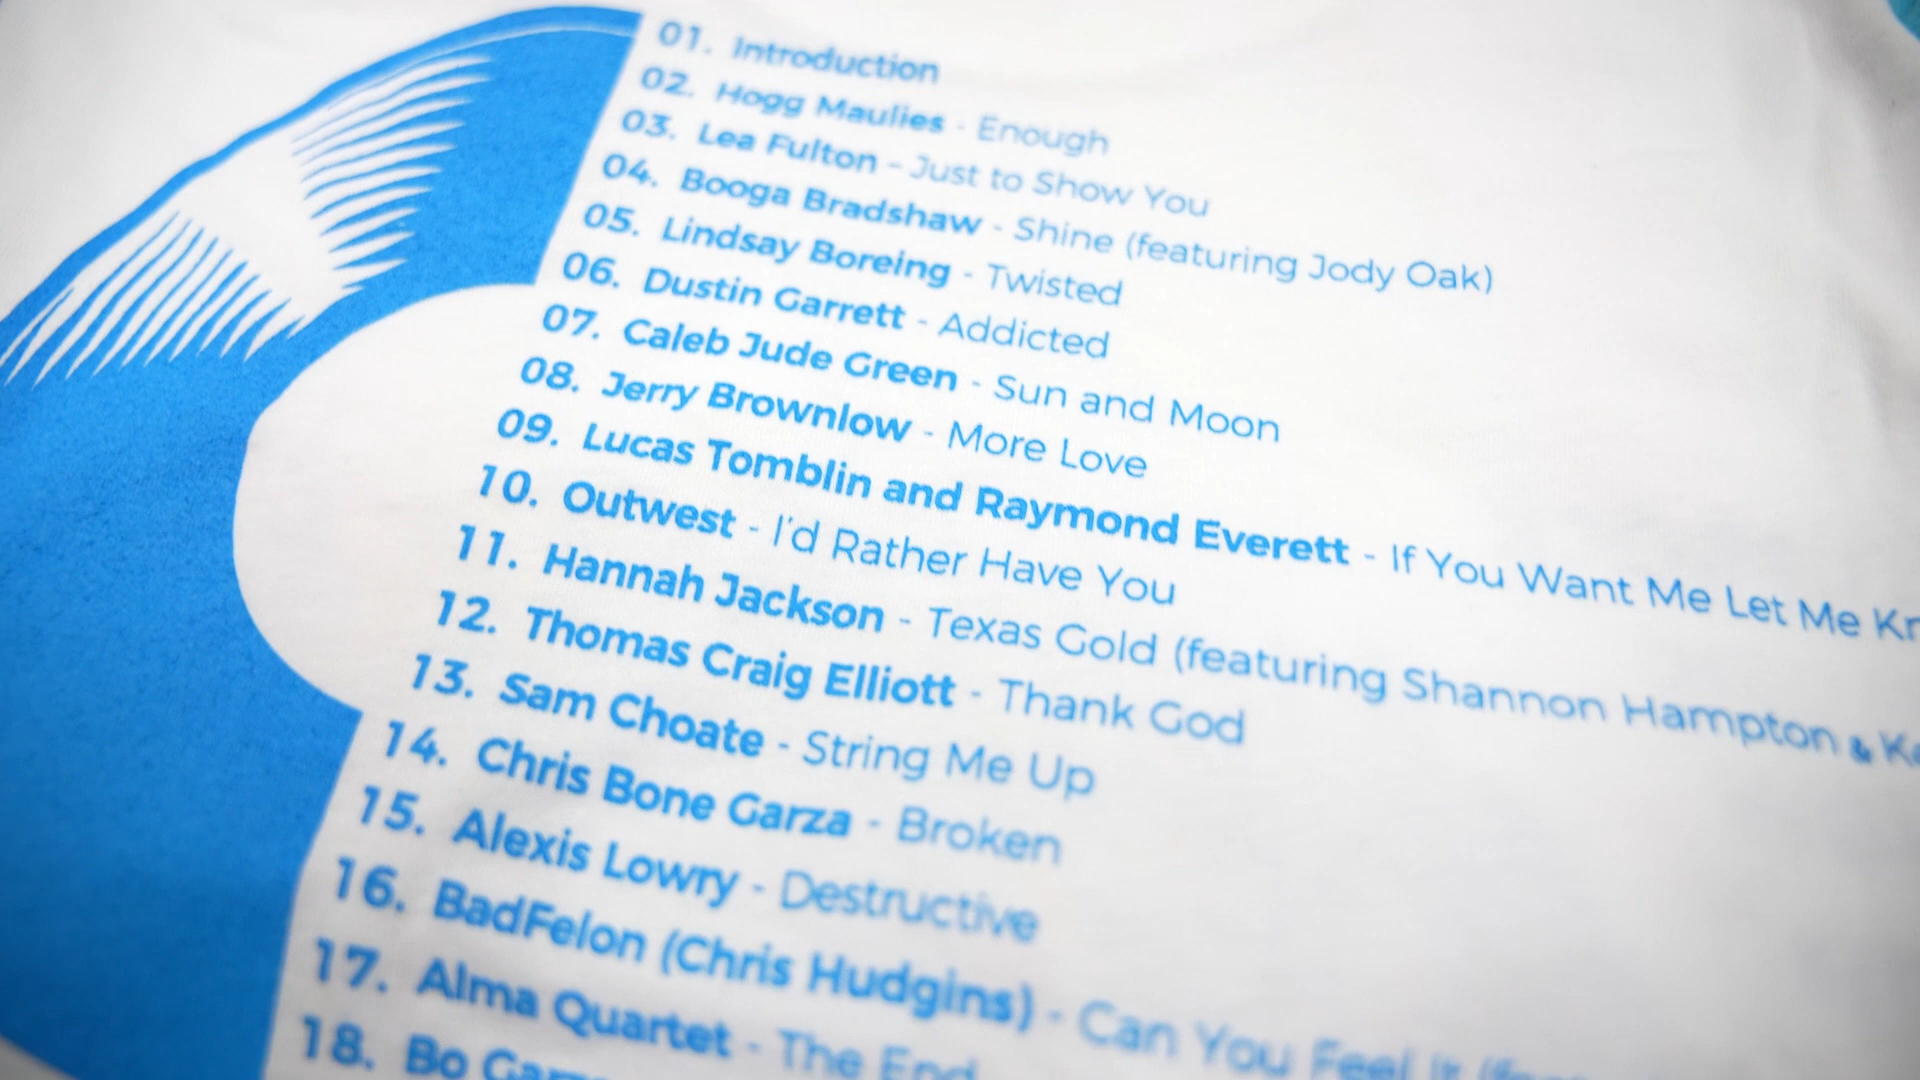 01. Introduction
02. Hogg Maulies - Enough
03. Lea Fulton - Just to Show You
04. Booga Bradshaw - Shine (featuring Jody Oak)
05. Lindsay Boreing - Twisted
06. Dustin Garrett - Addicted
07. Caleb Jude Green - Sun and Moon
08. Jerry Brownlow - More Love
09. Lucas Tomblin and Raymond Everett - If You Want Me Let Me
10. Outwest - I'd Rather Have You
11. Hannah Jackson - Texas Gold (featuring Shannon Hampton &
12. Thomas Craig Elliott - Thank God
13. Sam Choate - String Me Up
14. Chris Bone Garza - Broken
15. Alexis Lowry - Destructive
16. BadFelon (Chris Hudgins) - Can You Feel It
17. Alma Quartet - The End
18. Bo